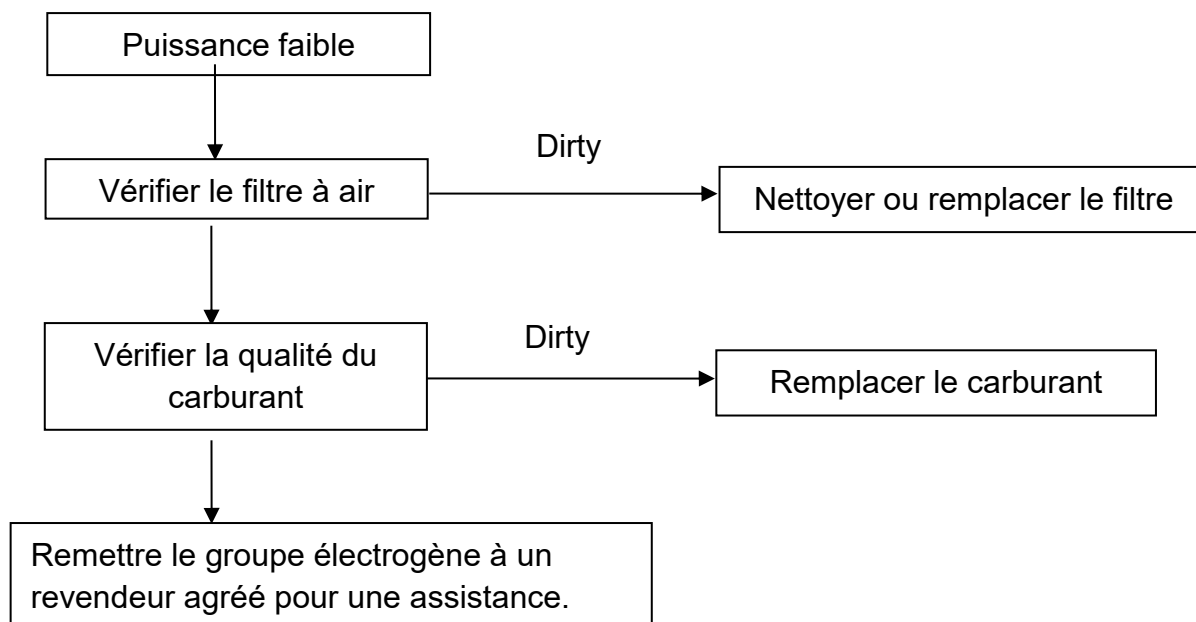 Puissance faible
Dirty
Vérifier le filtre à air
Nettoyer ou remplacer le filtre
Dirty
Vérifier la qualité du
carburant
Remplacer le carburant
Remettre le groupe électrogène à un
revendeur agréé pour une assistance.